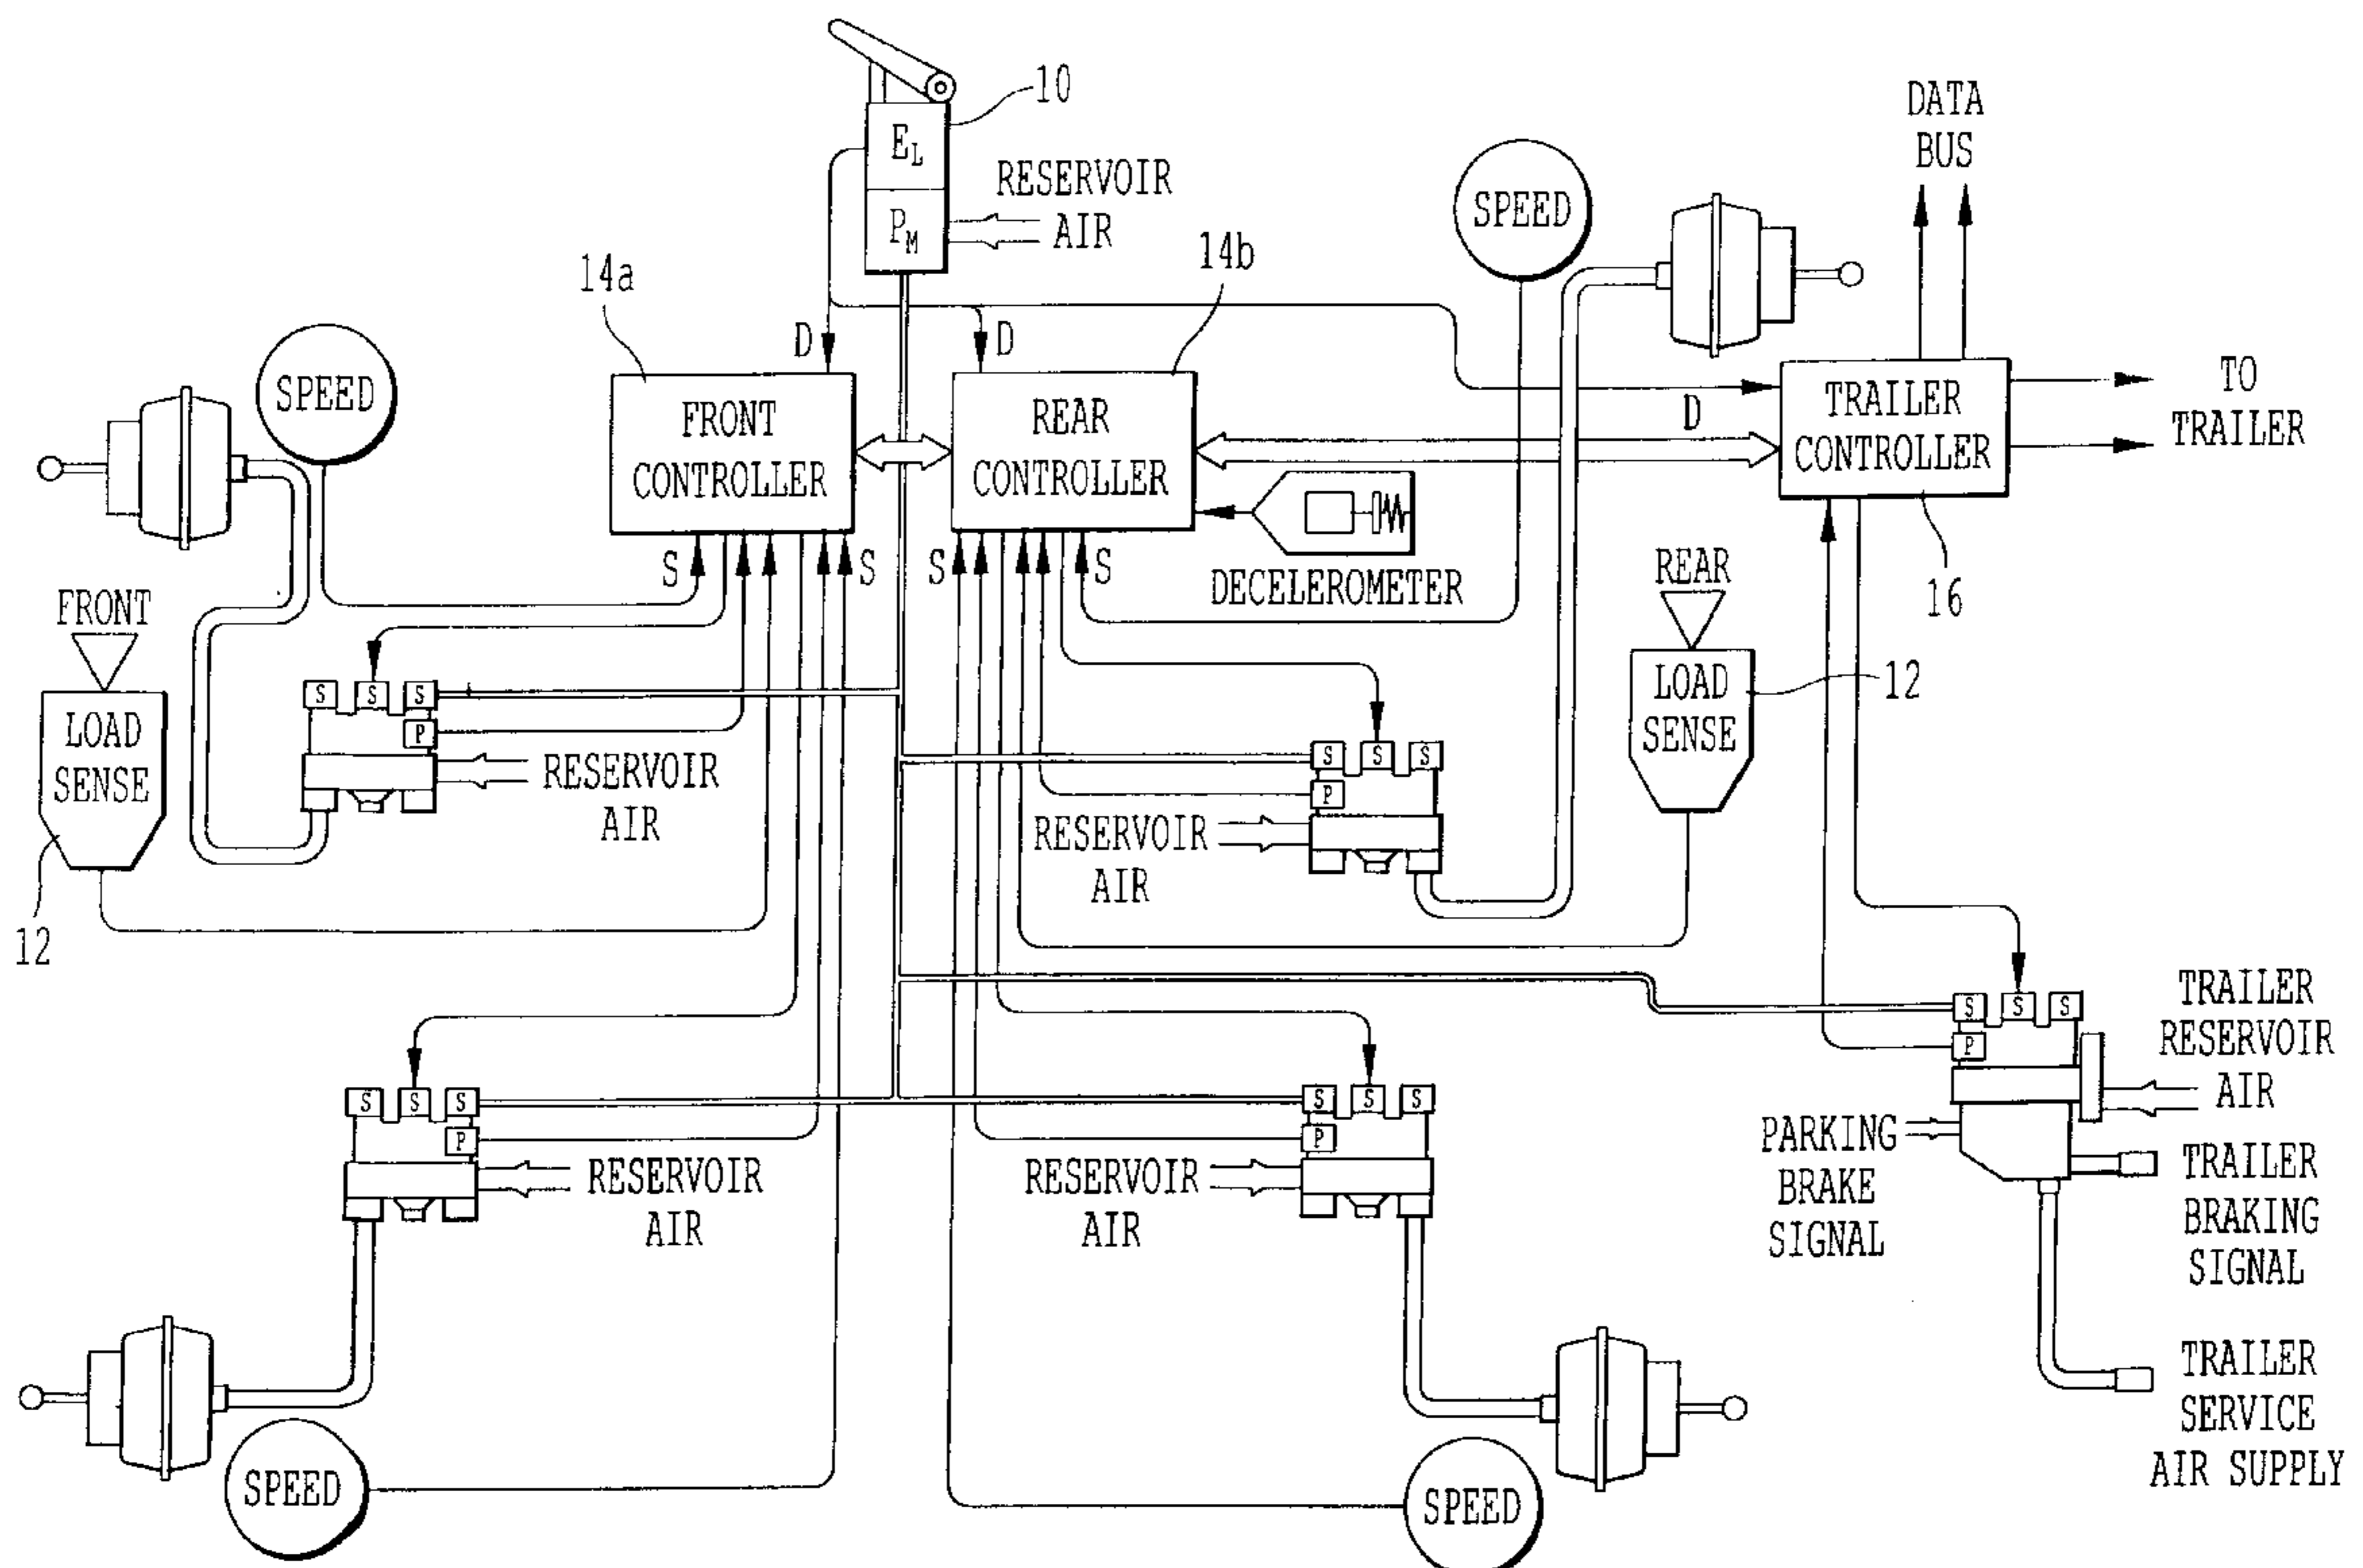 10
E_L
P_M
RESERVOIR
AIR
DATA
BUS
SPEED
14a
14b
SPEED
D
D
FRONT
CONTROLLER
REAR
CONTROLLER
D
TRAILER
CONTROLLER
TO
TRAILER
S
S
S
S
DECELEROMETER
16
FRONT
LOAD
SENSE
12
REAR
LOAD
SENSE
12
S S S
P
RESERVOIR
AIR
S S S
P
RESERVOIR
AIR
S S S
P
TRAILER
RESERVOIR
AIR
PARKING
BRAKE
SIGNAL
TRAILER
BRAKING
SIGNAL
TRAILER
SERVICE
AIR SUPPLY
S S S
P
RESERVOIR
AIR
S S S
P
RESERVOIR
AIR
SPEED
SPEED